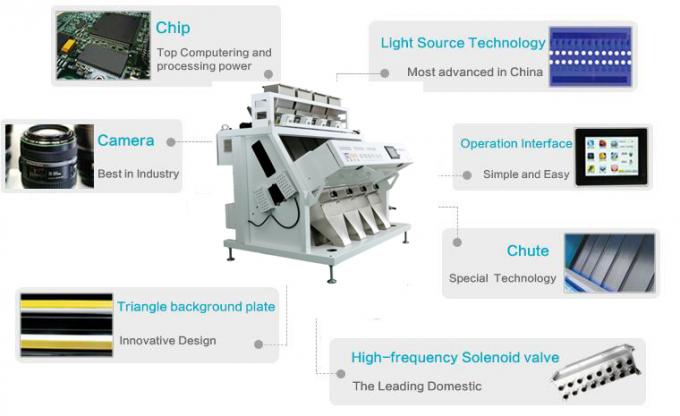 Chip
Top Computering and
processing power
Light Source Technology
Most advanced in China
Camera
Best in Industry
Operation Interface
Simple and Easy
Chute
Special Technology
Triangle background plate
Innovative Design
High-frequency Solenoid valve
The Leading Domestic